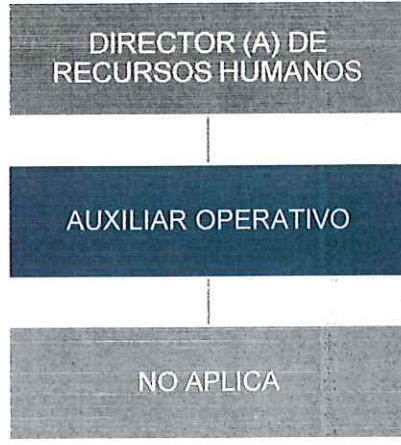 DIRECTOR (A) DE
RECURSOS HUMANOS
AUXILIAR OPERATIVO
NO APLICA